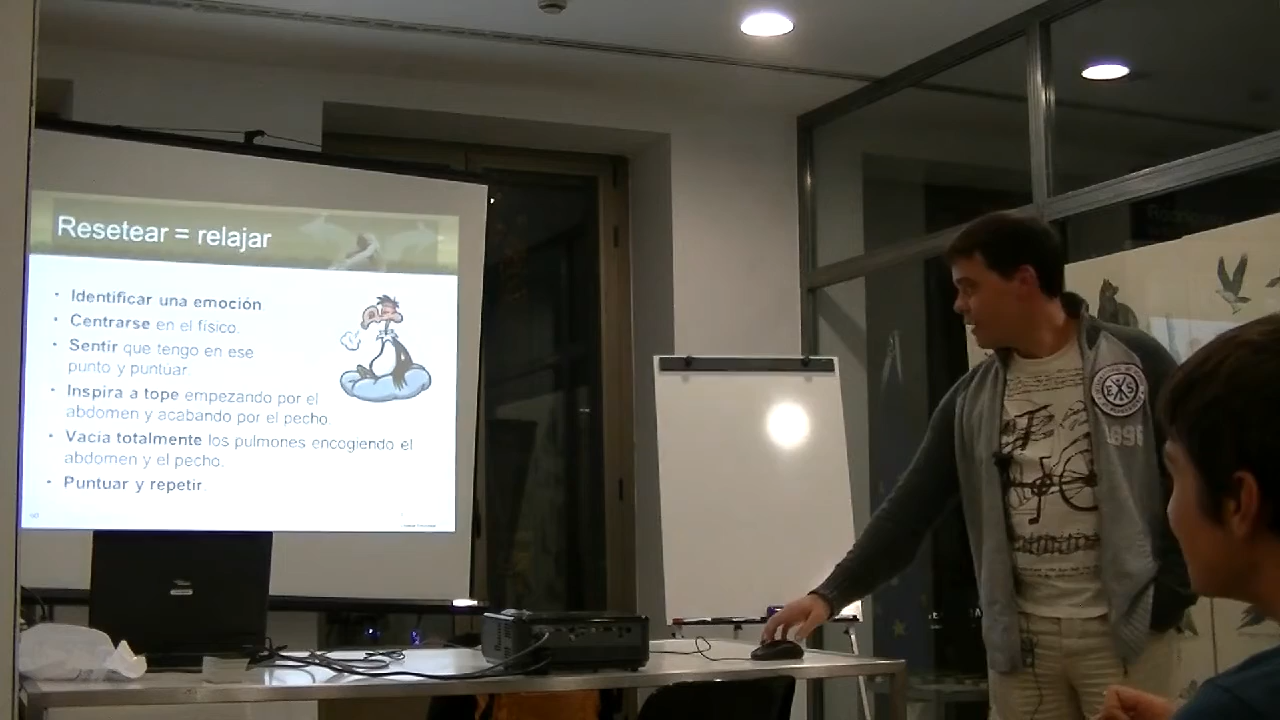 Resetear = relajar
• Identificar una emoción
• Centrarse en el físico.
• Sentir que tengo en ese
punto y puntuar.
• Inspira a tope empezando por el
abdomen y acabando por el pecho
• Vacía totalmente los pulmones encogiendo el
abdomen y el pecho.
• Puntuar y repetir.
E S
1896